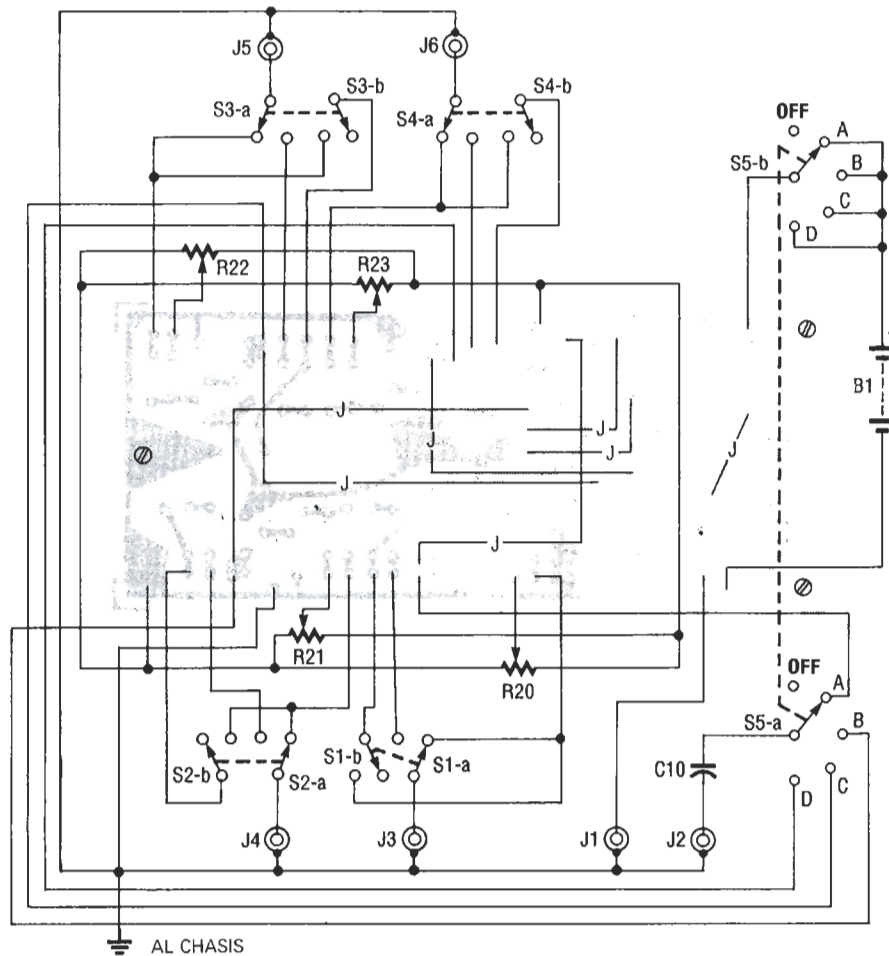 J5
J6
S3-a
S3-b
S4-a
S4-b
OFF
A
S5-b
B
C
D
R22
R23
B1
J
J
J
J
J
J
J
R21
R20
OFF
A
S5-a
B
C10
D
C
S2-b
S2-a
S1-b
S1-a
J4
J3
J1
J2
AL CHASIS